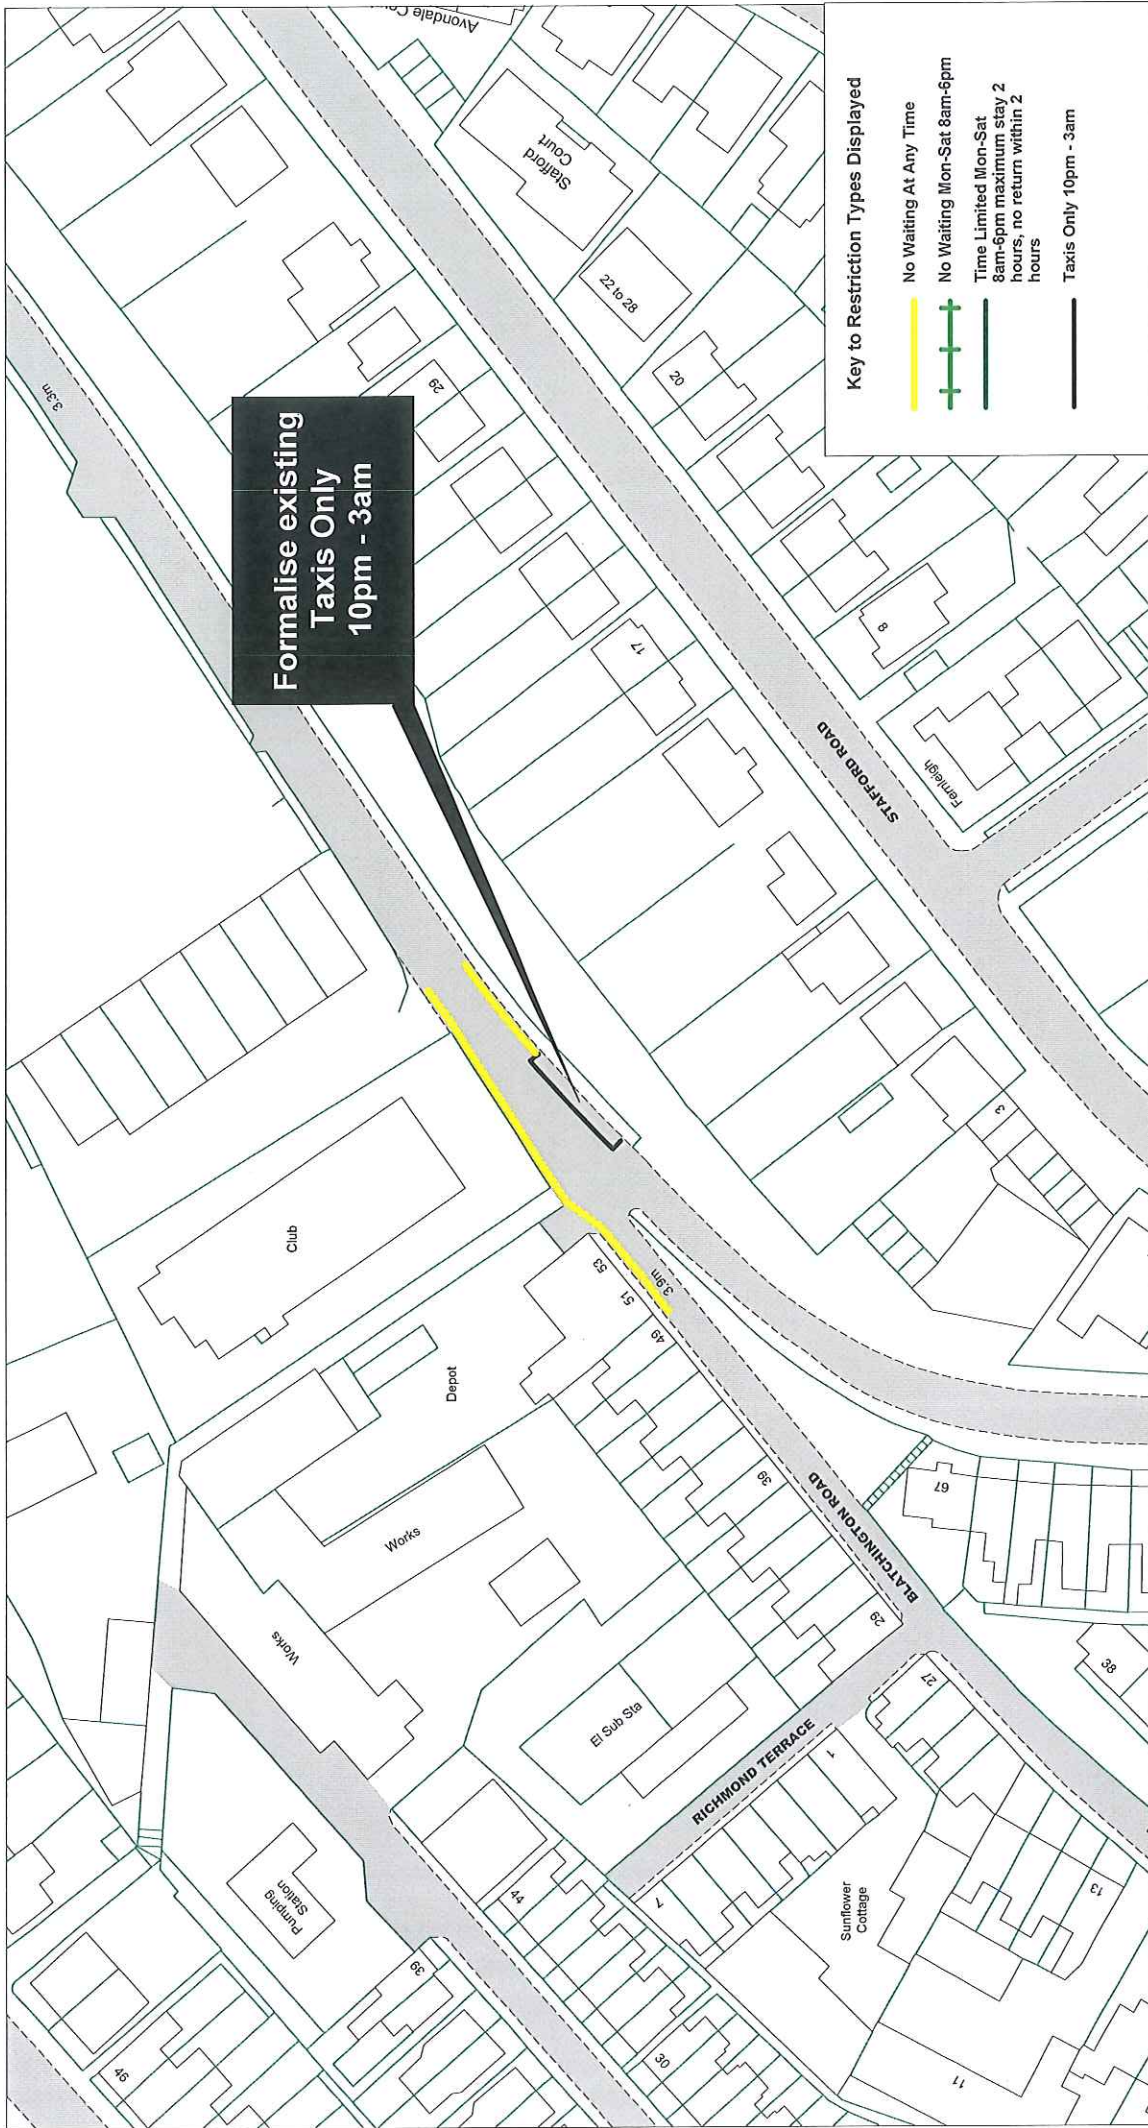 Formalise existing
Taxis Only
10pm - 3am
Key to Restriction Types Displayed
No Waiting At Any Time
No Waiting Mon-Sat 8am-6pm
Time Limited Mon-Sat
8am-6pm maximum stay 2
hours, no return within 2
hours
Taxis Only 10pm - 3am
46
Pumping
Station
39
44
30
Works
Works
El Sub Sta
Depot
Club
7
1
RICHMOND TERRACE
Sunflower
Cottage
11
13
27
29
39
49
51
53
3.9m
BLATCHINGTON ROAD
38
67
3
3.3m
17
29
STAFFORD ROAD
Fernleigh
8
20
22 to 28
Stafford
Court
Avondale